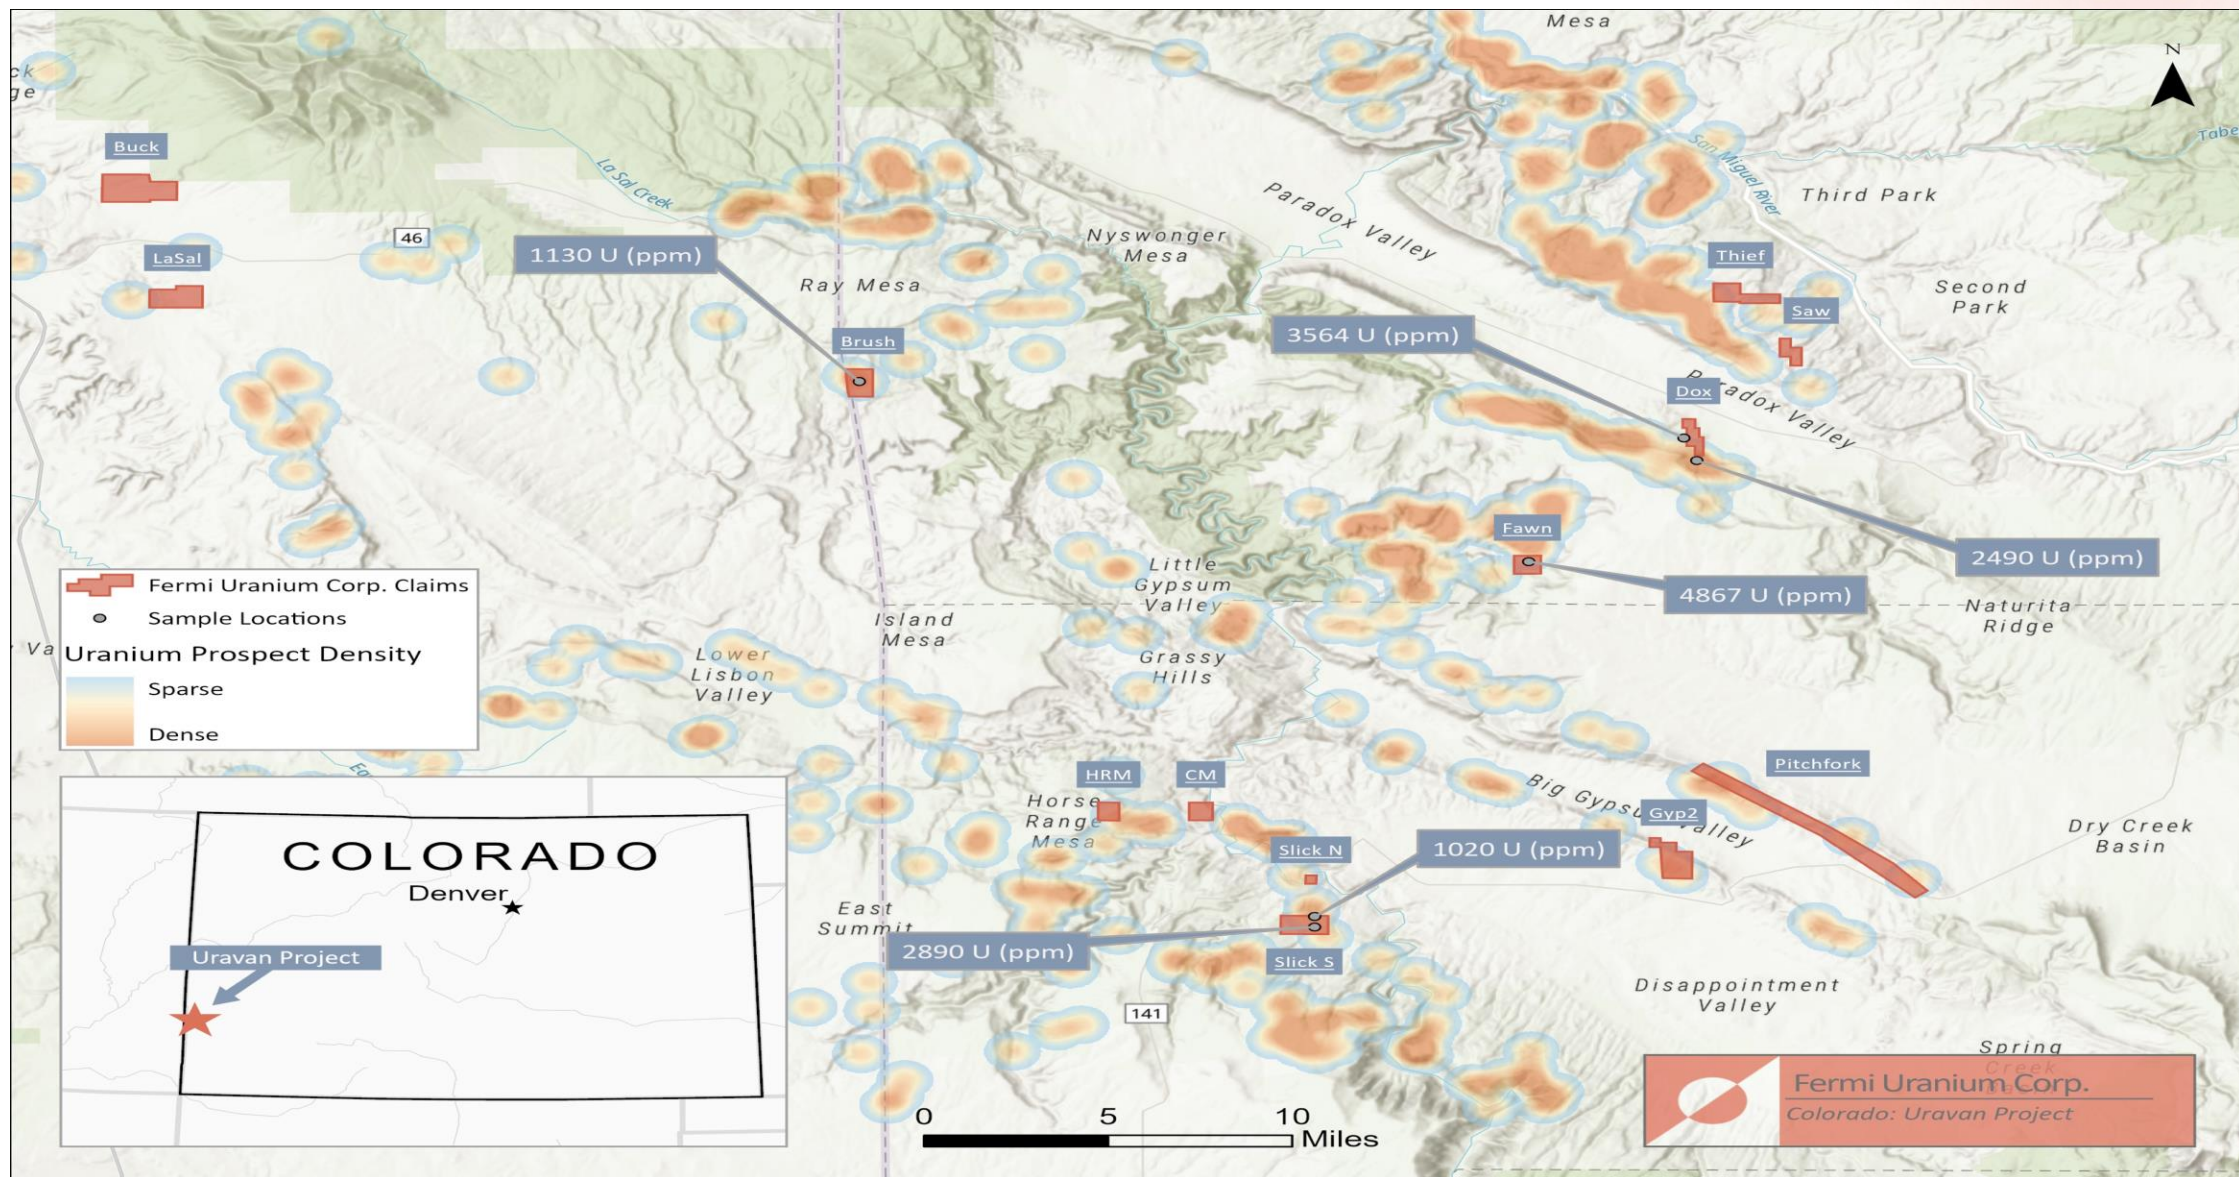 Mesa
N
Buck
LaSal
46
La Sal Creek
1130 U (ppm)
Ray Mesa
Brush
Nyswonger
Mesa
Paradox Valley
San Miguel River
Tabe
Third Park
Second
Park
Thief
Saw
3564 U (ppm)
Dox
Paradox Valley
2490 U (ppm)
Fawn
4867 U (ppm)
Naturita
Ridge
Little
Gypsum
Valley
Island
Mesa
Grassy
Hills
Lower
Lisbon
Valley
Fermi Uranium Corp. Claims
Sample Locations
Uranium Prospect Density
Sparse
Dense
HRM
CM
Horse
Range
Mesa
Big Gypsum Valley
Pitchfork
Gyp2
Dry Creek
Basin
Slick N
1020 U (ppm)
East
Summit
2890 U (ppm)
Slick S
141
Disappointment
Valley
COLORADO
Denver
Uravan Project
0 5 10
Miles
Spring
Creek
Fermi Uranium Corp.
Colorado: Uravan Project